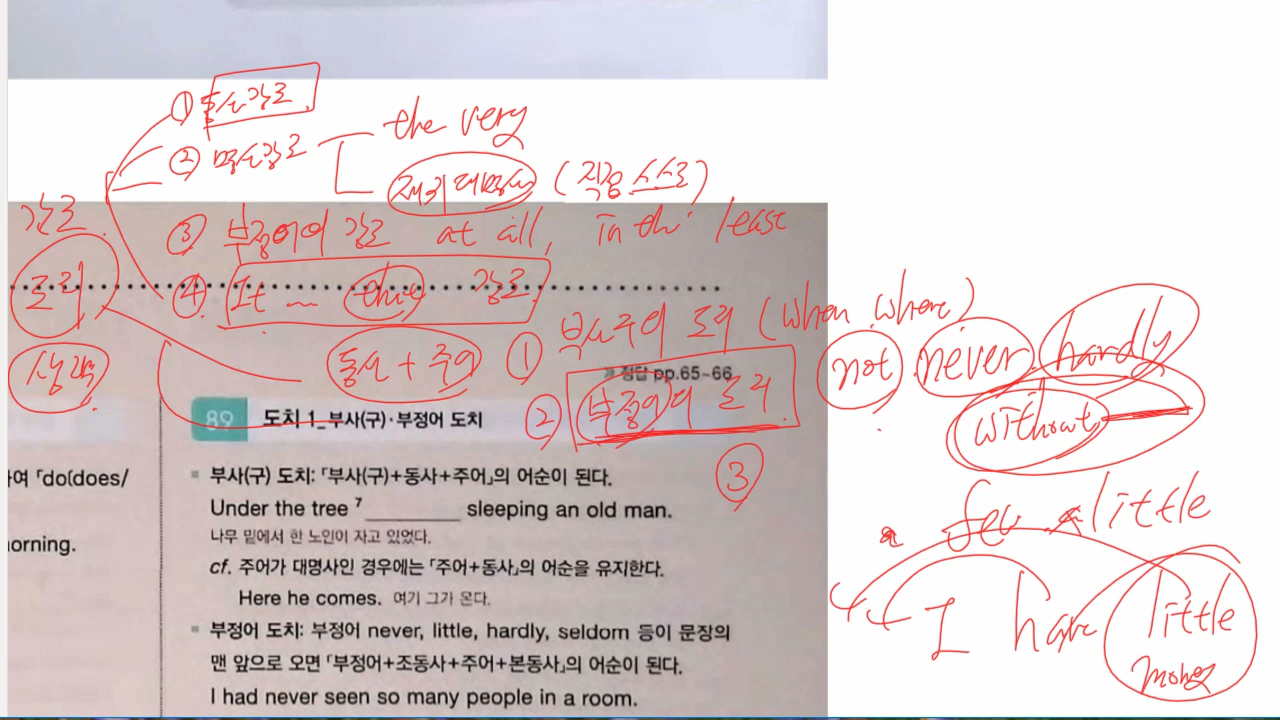 ① 동사강조
② 명사강조 the very
재귀대명사 (직접, 스스로)
강조
③ 부정어의 강조 at all, in the least
도치
④ It ~ that 강조
① 부사구의 도치 (when, where)
동사 + 주어
생략
not never hardly
정답 pp.65~66
② 부정어의 도치
without
89 도치 1_부사(구)·부정어 도치
③
여 「do(does/
부사(구) 도치: 「부사(구)+동사+주어」의 어순이 된다.
Under the tree ⁷ ________ sleeping an old man.
few little
나무 밑에서 한 노인이 자고 있었다.
orning.
cf. 주어가 대명사인 경우에는 「주어+동사」의 어순을 유지한다.
Here he comes. 여기 그가 온다.
I have little
money
부정어 도치: 부정어 never, little, hardly, seldom 등이 문장의
맨 앞으로 오면 「부정어+조동사+주어+본동사」의 어순이 된다.
I had never seen so many people in a room.